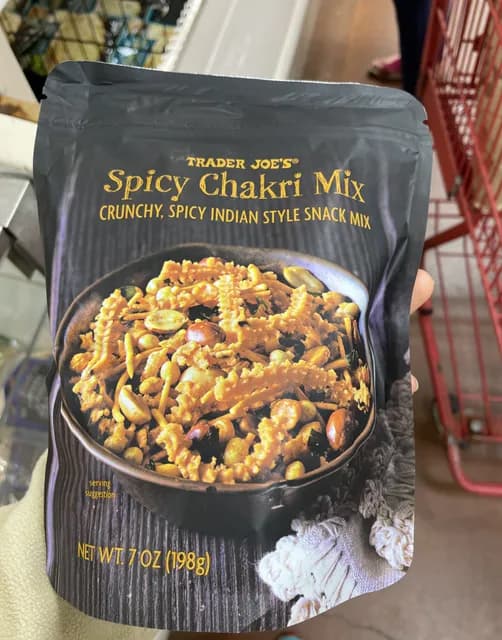 TRADER JOE'S®
Spicy Chakri Mix
CRUNCHY, SPICY INDIAN STYLE SNACK MIX
serving
suggestion
NET WT. 7 OZ (198g)